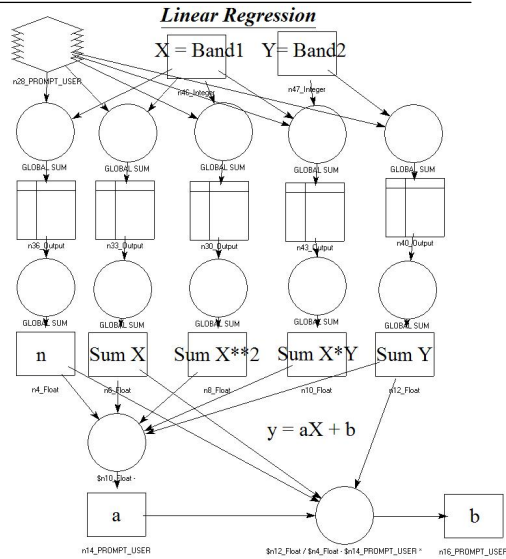 Linear Regression
X = Band1
Y= Band2
n28_PROMPT_USER
n46_Integer
n47_Integer
GLOBAL SUM
GLOBAL SUM
GLOBAL SUM
GLOBAL SUM
GLOBAL SUM
n36_Output
n33_Output
n30_Output
n43_Output
n40_Output
GLOBAL SUM
GLOBAL SUM
GLOBAL SUM
GLOBAL SUM
GLOBAL SUM
n
Sum X
Sum X**2
Sum X*Y
Sum Y
n4_Float
n6_Float
n8_Float
n10_Float
n12_Float
y = aX + b
$n10_Float -
a
b
n14_PROMPT_USER
$n12_Float / $n4_Float - $n14_PROMPT_USER *
n16_PROMPT_USER